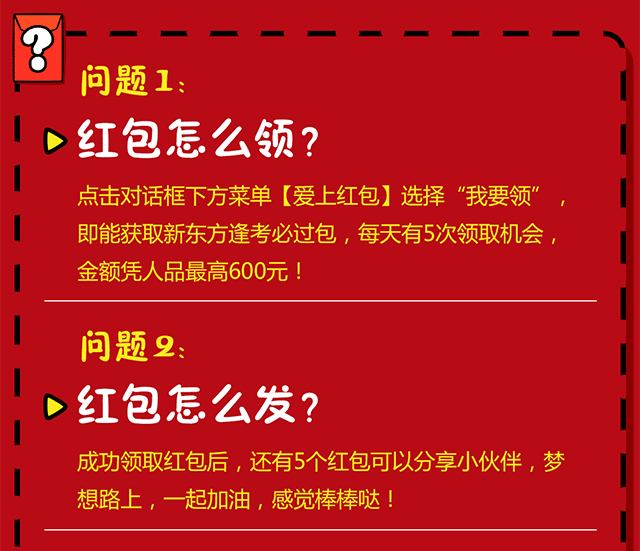 ?
问题1:
红包怎么领?
点击对话框下方菜单【爱上红包】选择“我要领”，
即能获取新东方逢考必过包，每天有5次领取机会，
金额凭人品最高600元！
问题2:
红包怎么发?
成功领取红包后，还有5个红包可以分享小伙伴，梦
想路上，一起加油，感觉棒棒哒！